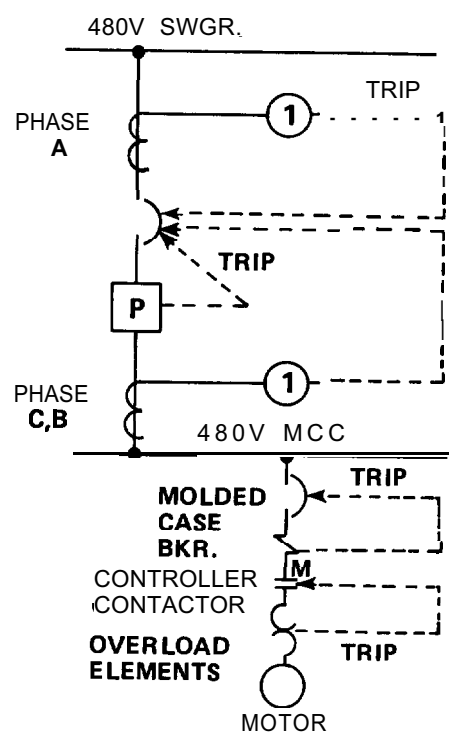 480V SWGR.
TRIP
1
PHASE
A
TRIP
P
1
PHASE
C,B
480V MCC
TRIP
MOLDED
CASE
BKR.
M
CONTROLLER
CONTACTOR
OVERLOAD
ELEMENTS
TRIP
MOTOR